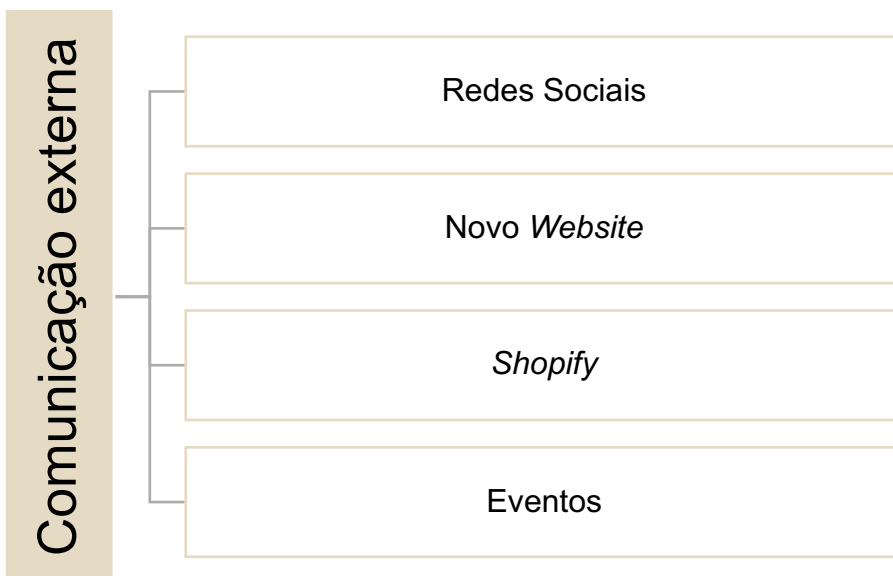 Comunicação externa
Redes Sociais
Novo Website
Shopify
Eventos